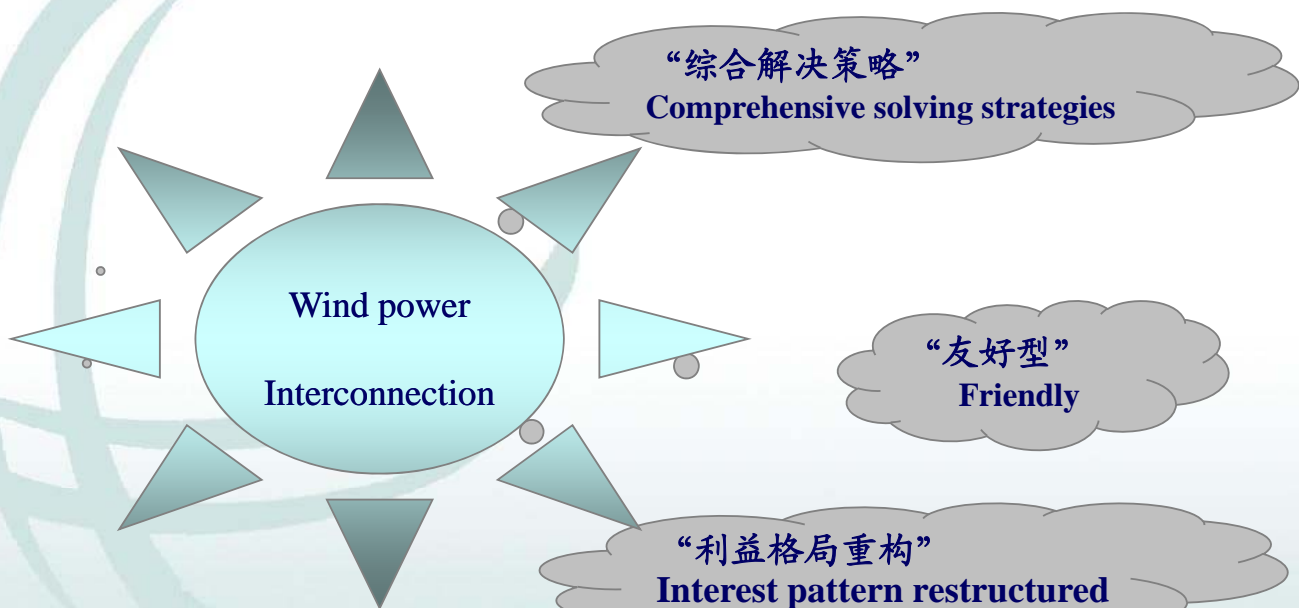 “综合解决策略”
Comprehensive solving strategies
Wind power
Interconnection
“友好型”
Friendly
“利益格局重构”
Interest pattern restructured